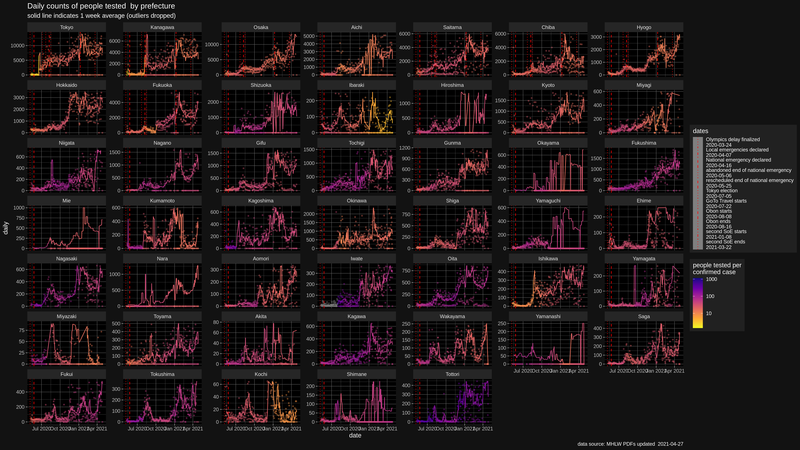 Daily counts of people tested by prefecture
solid line indicates 1 week average (outliers dropped)
Tokyo Kanagawa Osaka Aichi Saitama Chiba Hyogo
Hokkaido Fukuoka Shizuoka Ibaraki Hiroshima Kyoto Miyagi
Niigata Nagano Gifu Tochigi Gunma Okayama Fukushima
Mie Kumamoto Kagoshima Okinawa Shiga Yamaguchi Ehime
Nagasaki Nara Aomori Iwate Oita Ishikawa Yamagata
Miyazaki Toyama Akita Kagawa Wakayama Yamanashi Saga
Fukui Tokushima Kochi Shimane Tottori
daily
Jul 2020 Oct 2020 Jan 2021 Apr 2021
date
dates
Olympics delay finalized
2020-03-24
Local emergencies declared
2020-04-07
National emergency declared
2020-04-16
abandoned end of national emergency
2020-05-06
rescheduled end of national emergency
2020-05-25
Tokyo election
2020-07-05
GoTo Travel starts
2020-07-22
Obon starts
2020-08-08
Obon ends
2020-08-16
second SoE starts
2021-01-08
second SoE ends
2021-03-22
people tested per
confirmed case
1000
100
10
data source: MHLW PDFs updated 2021-04-27